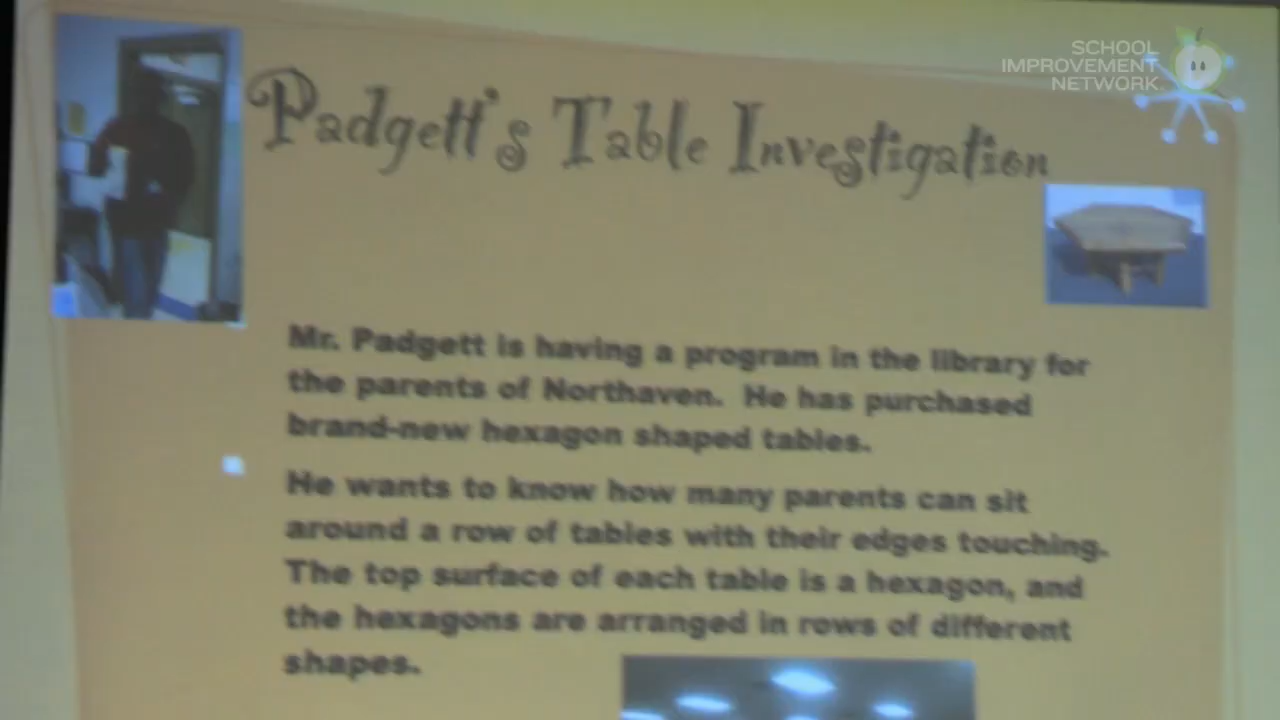 SCHOOL
IMPROVEMENT
NETWORK
Padgett's Table Investigation
Mr. Padgett is having a program in the library for
the parents of Northaven. He has purchased
brand-new hexagon shaped tables.
He wants to know how many parents can sit
around a row of tables with their edges touching.
The top surface of each table is a hexagon, and
the hexagons are arranged in rows of different
shapes.